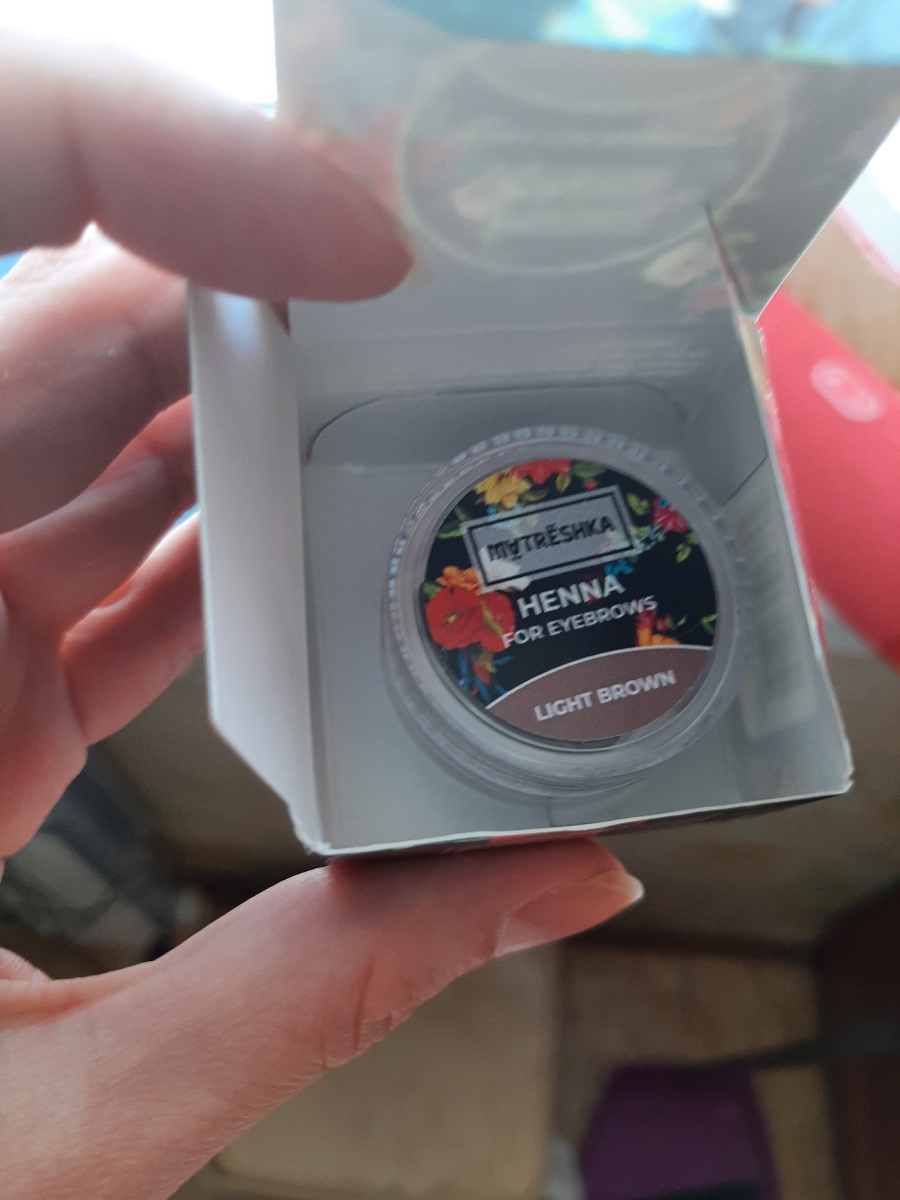 MATRËSHKA
HENNA
FOR EYEBROWS
LIGHT BROWN